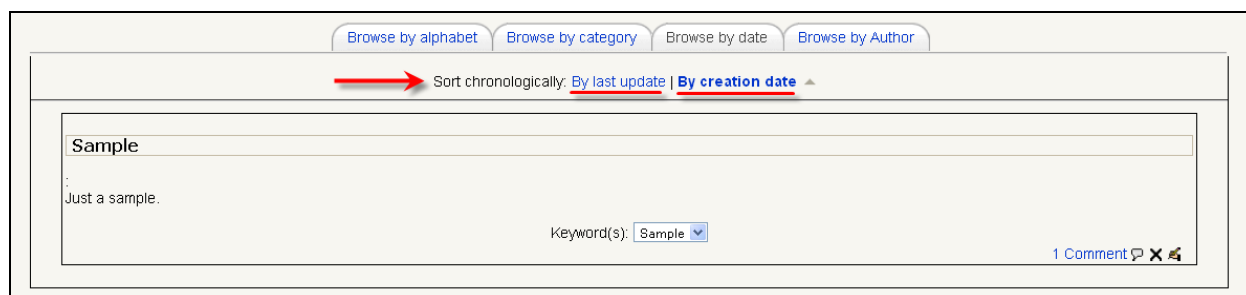 Browse by alphabet Browse by category Browse by date Browse by Author
Sort chronologically: By last update | By creation date
Sample
:
Just a sample.
Keyword(s): Sample
1 Comment